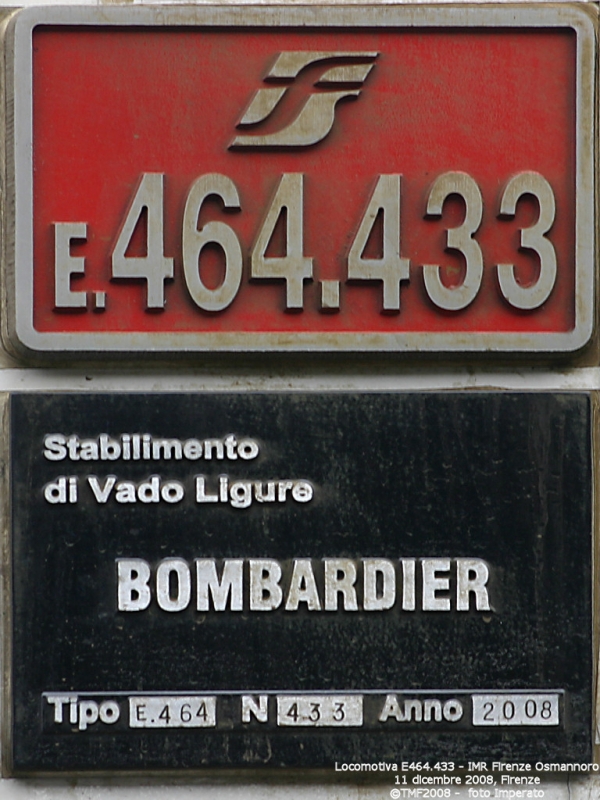 E.464.433
Stabilimento
di Vado Ligure
BOMBARDIER
Tipo E.464 N 433 Anno 2008
Locomotiva E464.433 - IMR Firenze Osmannoro
11 dicembre 2008, Firenze
©TMF2008 - foto Imperato